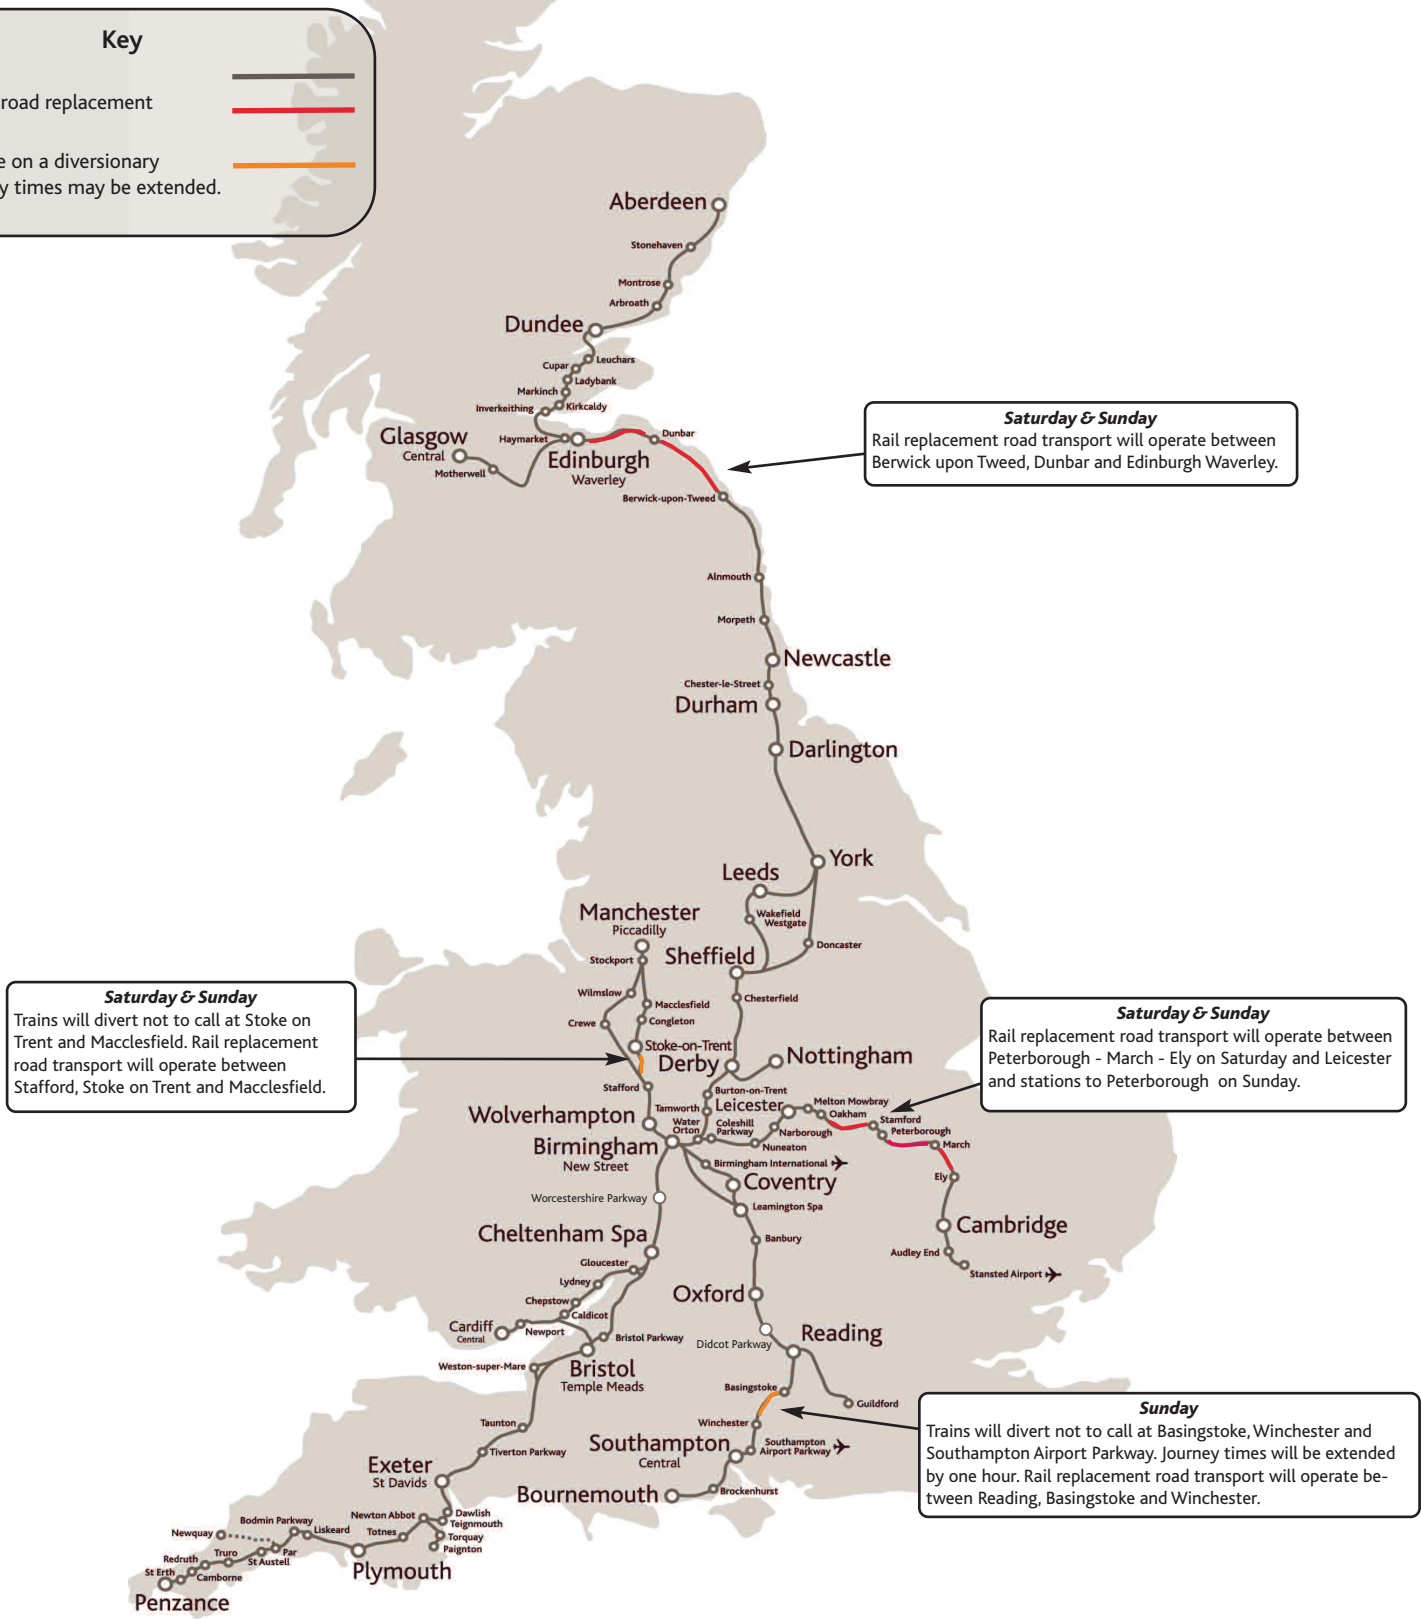 Key
road replacement
e on a diversionary
y times may be extended.
Aberdeen
Stonehaven
Montrose
Arbroath
Dundee
Leuchars
Cupar
Ladybank
Markinch
Kirkcaldy
Inverkeithing
Glasgow
Central
Haymarket
Motherwell
Edinburgh
Waverley
Dunbar
Berwick-upon-Tweed
Saturday & Sunday
Rail replacement road transport will operate between
Berwick upon Tweed, Dunbar and Edinburgh Waverley.
Alnmouth
Morpeth
Newcastle
Chester-le-Street
Durham
Darlington
York
Leeds
Wakefield
Westgate
Doncaster
Manchester
Piccadilly
Stockport
Sheffield
Wilmslow
Macclesfield
Chesterfield
Crewe
Congleton
Stoke-on-Trent
Derby
Nottingham
Stafford
Saturday & Sunday
Trains will divert not to call at Stoke on
Trent and Macclesfield. Rail replacement
road transport will operate between
Stafford, Stoke on Trent and Macclesfield.
Saturday & Sunday
Rail replacement road transport will operate between
Peterborough - March - Ely on Saturday and Leicester
and stations to Peterborough on Sunday.
Burton-on-Trent
Tamworth
Leicester
Melton Mowbray
Oakham
Stamford
Peterborough
March
Ely
Wolverhampton
Water
Orton
Coleshill
Parkway
Narborough
Nuneaton
Birmingham
New Street
Birmingham International
Coventry
Leamington Spa
Worcestershire Parkway
Cambridge
Audley End
Stansted Airport
Cheltenham Spa
Banbury
Gloucester
Lydney
Chepstow
Caldicot
Oxford
Cardiff
Central
Newport
Bristol Parkway
Didcot Parkway
Reading
Weston-super-Mare
Bristol
Temple Meads
Basingstoke
Guildford
Winchester
Sunday
Trains will divert not to call at Basingstoke, Winchester and
Southampton Airport Parkway. Journey times will be extended
by one hour. Rail replacement road transport will operate be-
tween Reading, Basingstoke and Winchester.
Taunton
Tiverton Parkway
Southampton
Central
Southampton
Airport Parkway
Exeter
St Davids
Bournemouth
Brockenhurst
Dawlish
Teignmouth
Newton Abbot
Torquay
Paignton
Totnes
Bodmin Parkway
Liskeard
Newquay
Plymouth
Par
St Austell
Truro
Redruth
Camborne
St Erth
Penzance